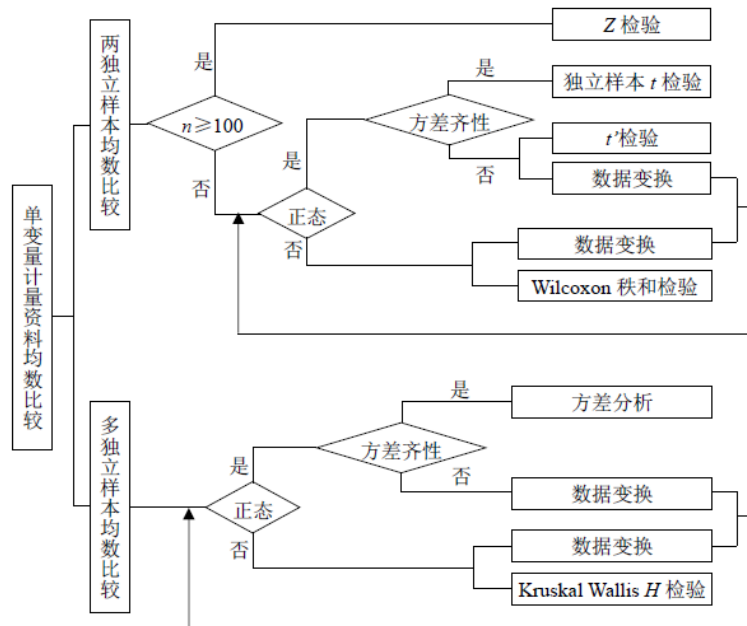 单变量计量资料均数比较
两独立样本均数比较
n≥100
是
Z 检验
否
正态
是
方差齐性
是
独立样本 t 检验
否
t'检验
数据变换
否
数据变换
Wilcoxon 秩和检验
多独立样本均数比较
正态
是
方差齐性
是
方差分析
否
数据变换
否
数据变换
Kruskal Wallis H 检验